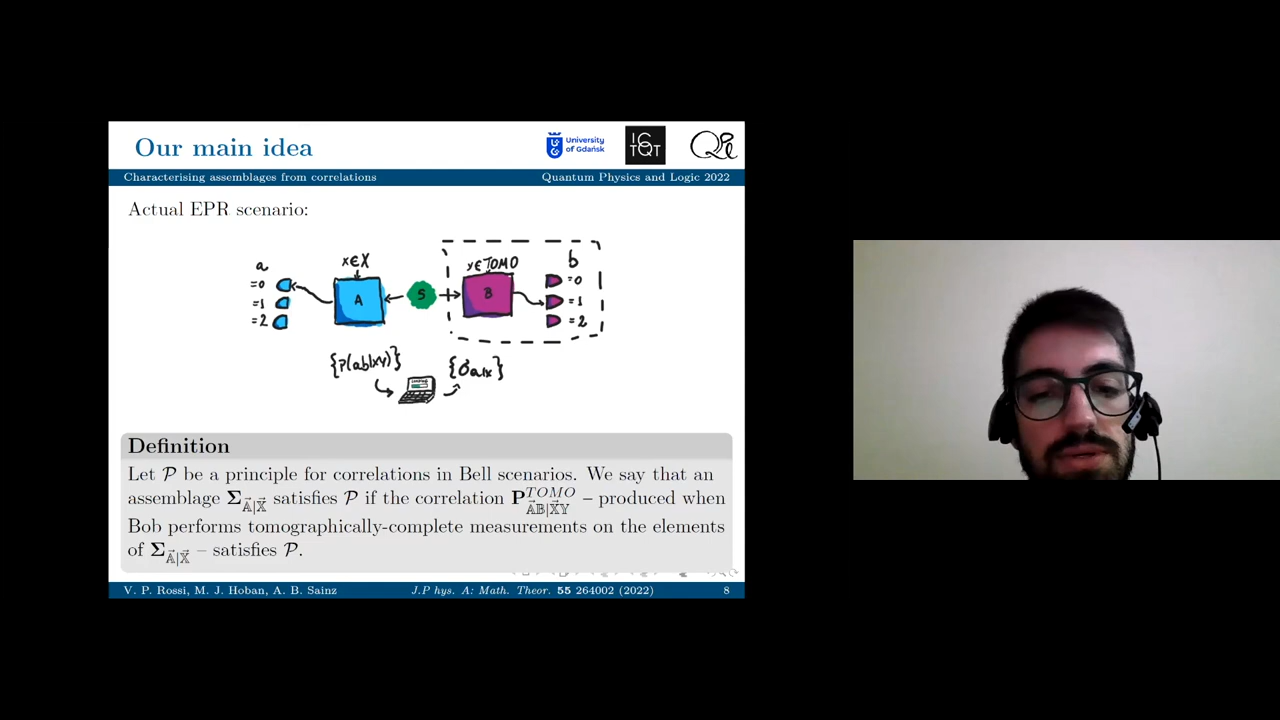 Our main idea
University
of Gdańsk
IC
TQT
Characterising assemblages from correlations
Quantum Physics and Logic 2022
Actual EPR scenario:
a
x∈X
y∈TOMO
b
=0
=1
=2
A
S
B
=0
=1
=2
{P(ab|xy)}
{σa|x}
Definition
Let 𝒫 be a principle for correlations in Bell scenarios. We say that an
assemblage Σ_{𝔸⃗|𝕏⃗} satisfies 𝒫 if the correlation P^{TOMO}_{𝔸⃗𝔹|𝕏⃗𝕐} – produced when
Bob performs tomographically-complete measurements on the elements
of Σ_{𝔸⃗|𝕏⃗} – satisfies 𝒫.
V. P. Rossi, M. J. Hoban, A. B. Sainz
J.P hys. A: Math. Theor. 55 264002 (2022)
8